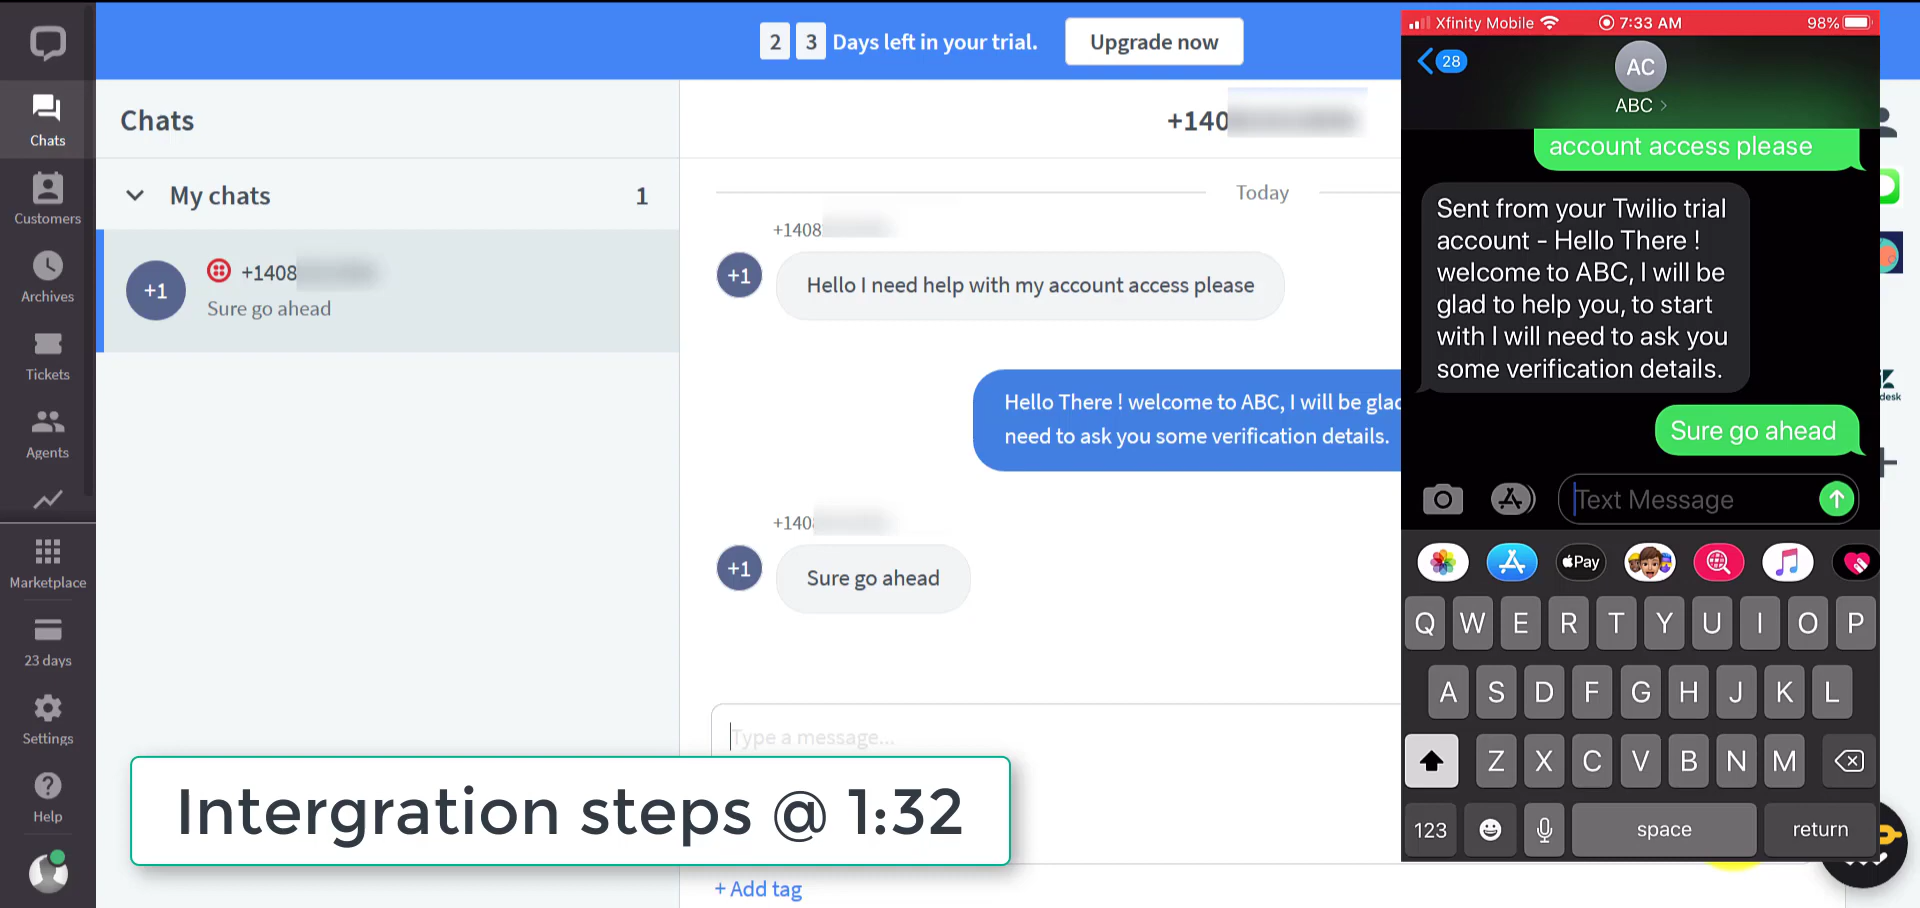 2 3 Days left in your trial.
Upgrade now
Chats
Customers
Archives
Tickets
Agents
Marketplace
23 days
Settings
Help
Chats
My chats
1
+1
+1408
Sure go ahead
+140
Today
+1408
+1
Hello I need help with my account access please
Hello There ! welcome to ABC, I will be glad
need to ask you some verification details.
+140
+1
Sure go ahead
Type a message...
+ Add tag
Intergration steps @ 1:32
Xfinity Mobile
7:33 AM
98%
28
AC
ABC
account access please
Sent from your Twilio trial
account - Hello There !
welcome to ABC, I will be
glad to help you, to start
with I will need to ask you
some verification details.
Sure go ahead
Text Message
Pay
Q W E R T Y U I O P
A S D F G H J K L
Z X C V B N M
123
space
return
desk